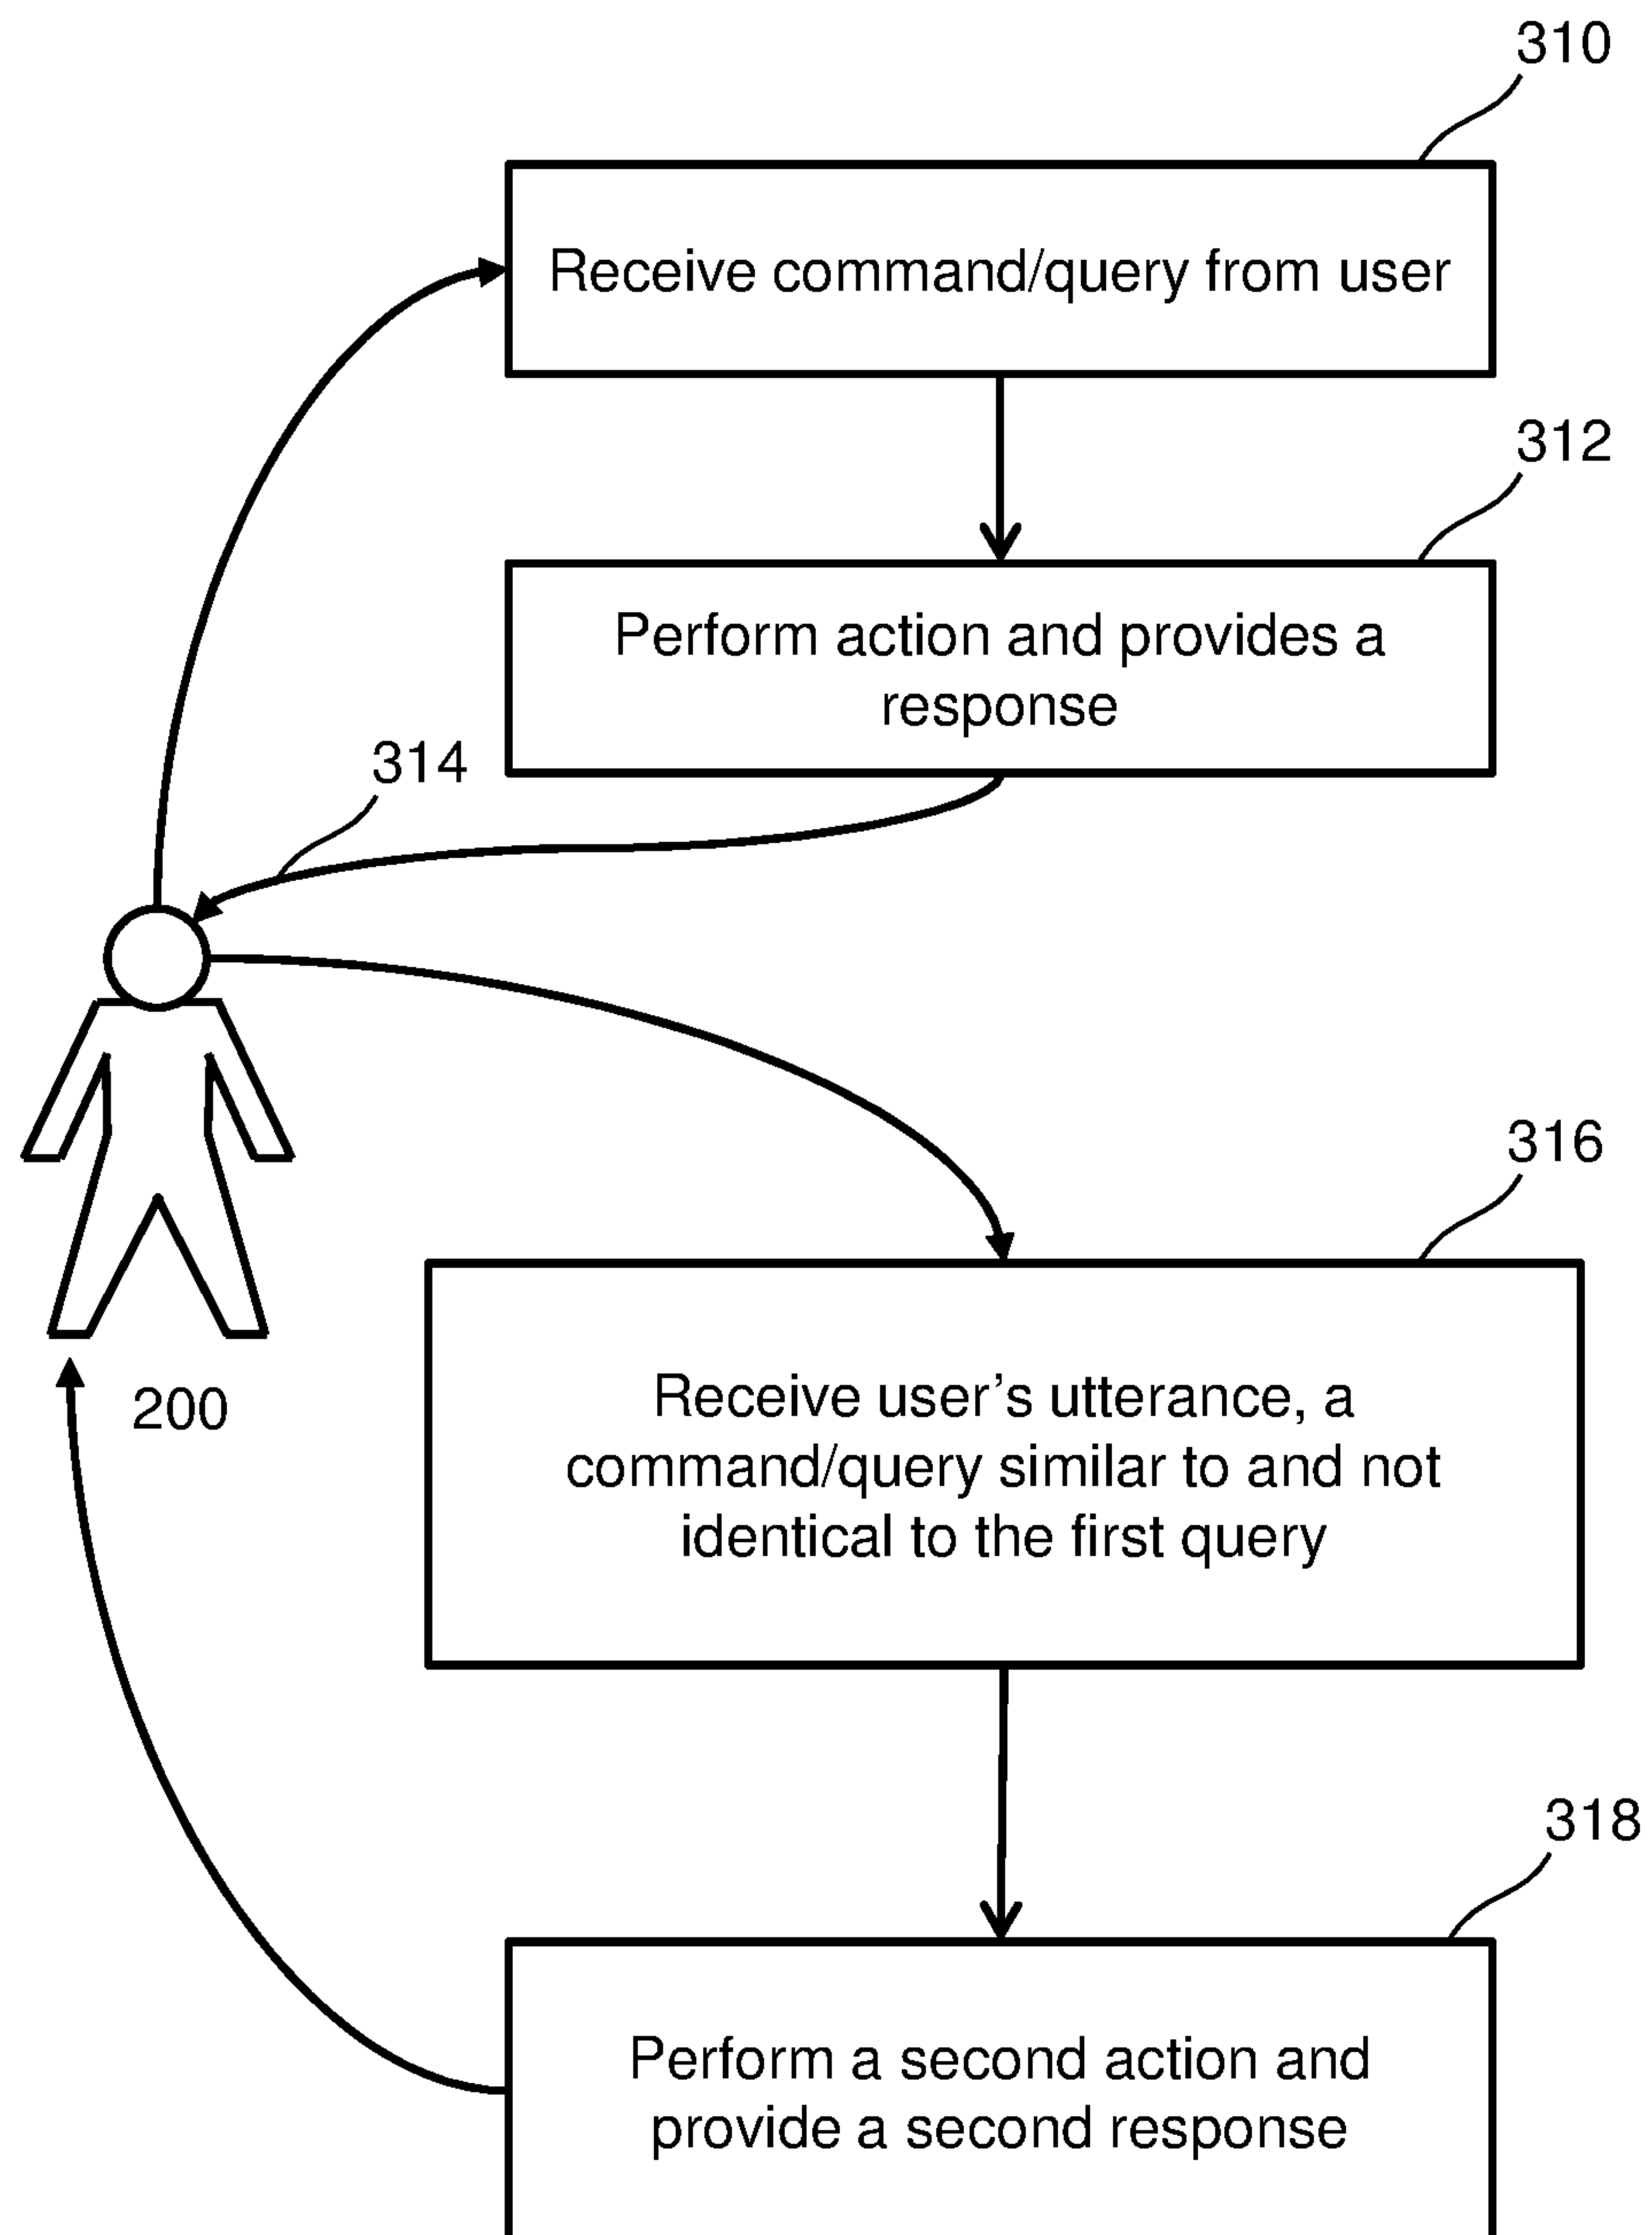 310
Receive command/query from user
312
Perform action and provides a
response
314
316
200
Receive user’s utterance, a
command/query similar to and not
identical to the first query
318
Perform a second action and
provide a second response